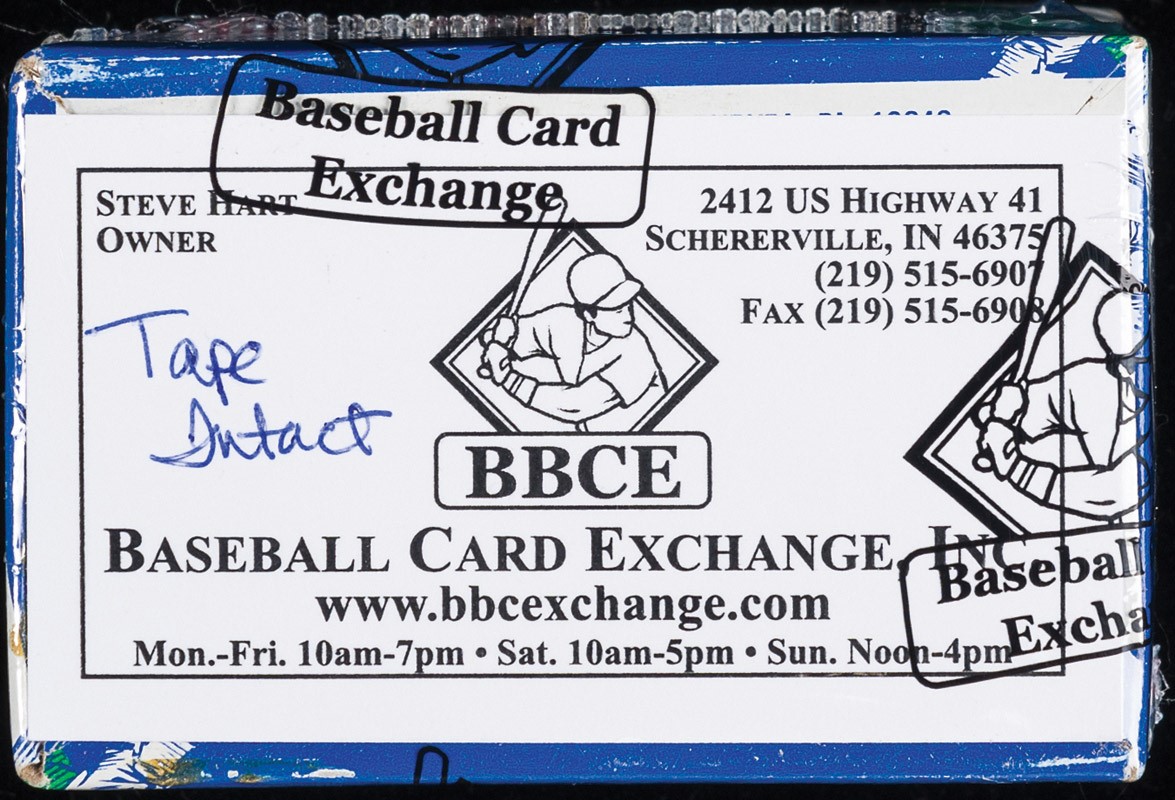 Baseball Card
Exchange
STEVE HART
OWNER
2412 US HIGHWAY 41
SCHERERVILLE, IN 46375
(219) 515-6907
FAX (219) 515-6908
Tape
Intact
BBCE
BASEBALL CARD EXCHANGE, INC
www.bbcexchange.com
Mon.-Fri. 10am-7pm • Sat. 10am-5pm • Sun. Noon-4pm
Baseball
Excha